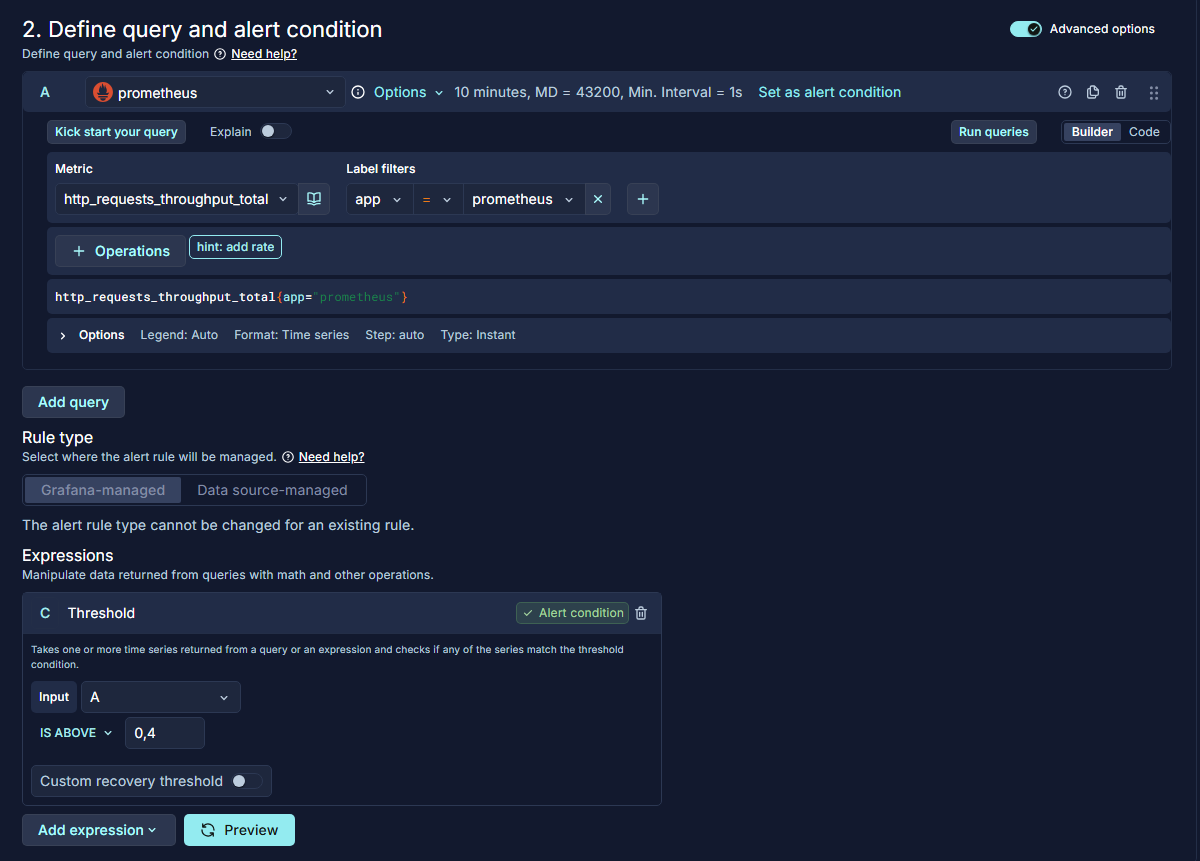 2. Define query and alert condition
Advanced options
Define query and alert condition Need help?
A prometheus Options 10 minutes, MD = 43200, Min. Interval = 1s Set as alert condition
Kick start your query Explain Run queries Builder Code
Metric Label filters
http_requests_throughput_total app = prometheus
+ Operations hint: add rate
http_requests_throughput_total{app="prometheus"}
Options Legend: Auto Format: Time series Step: auto Type: Instant
Add query
Rule type
Select where the alert rule will be managed. Need help?
Grafana-managed Data source-managed
The alert rule type cannot be changed for an existing rule.
Expressions
Manipulate data returned from queries with math and other operations.
C Threshold Alert condition
Takes one or more time series returned from a query or an expression and checks if any of the series match the threshold
condition.
Input A
IS ABOVE 0,4
Custom recovery threshold
Add expression Preview